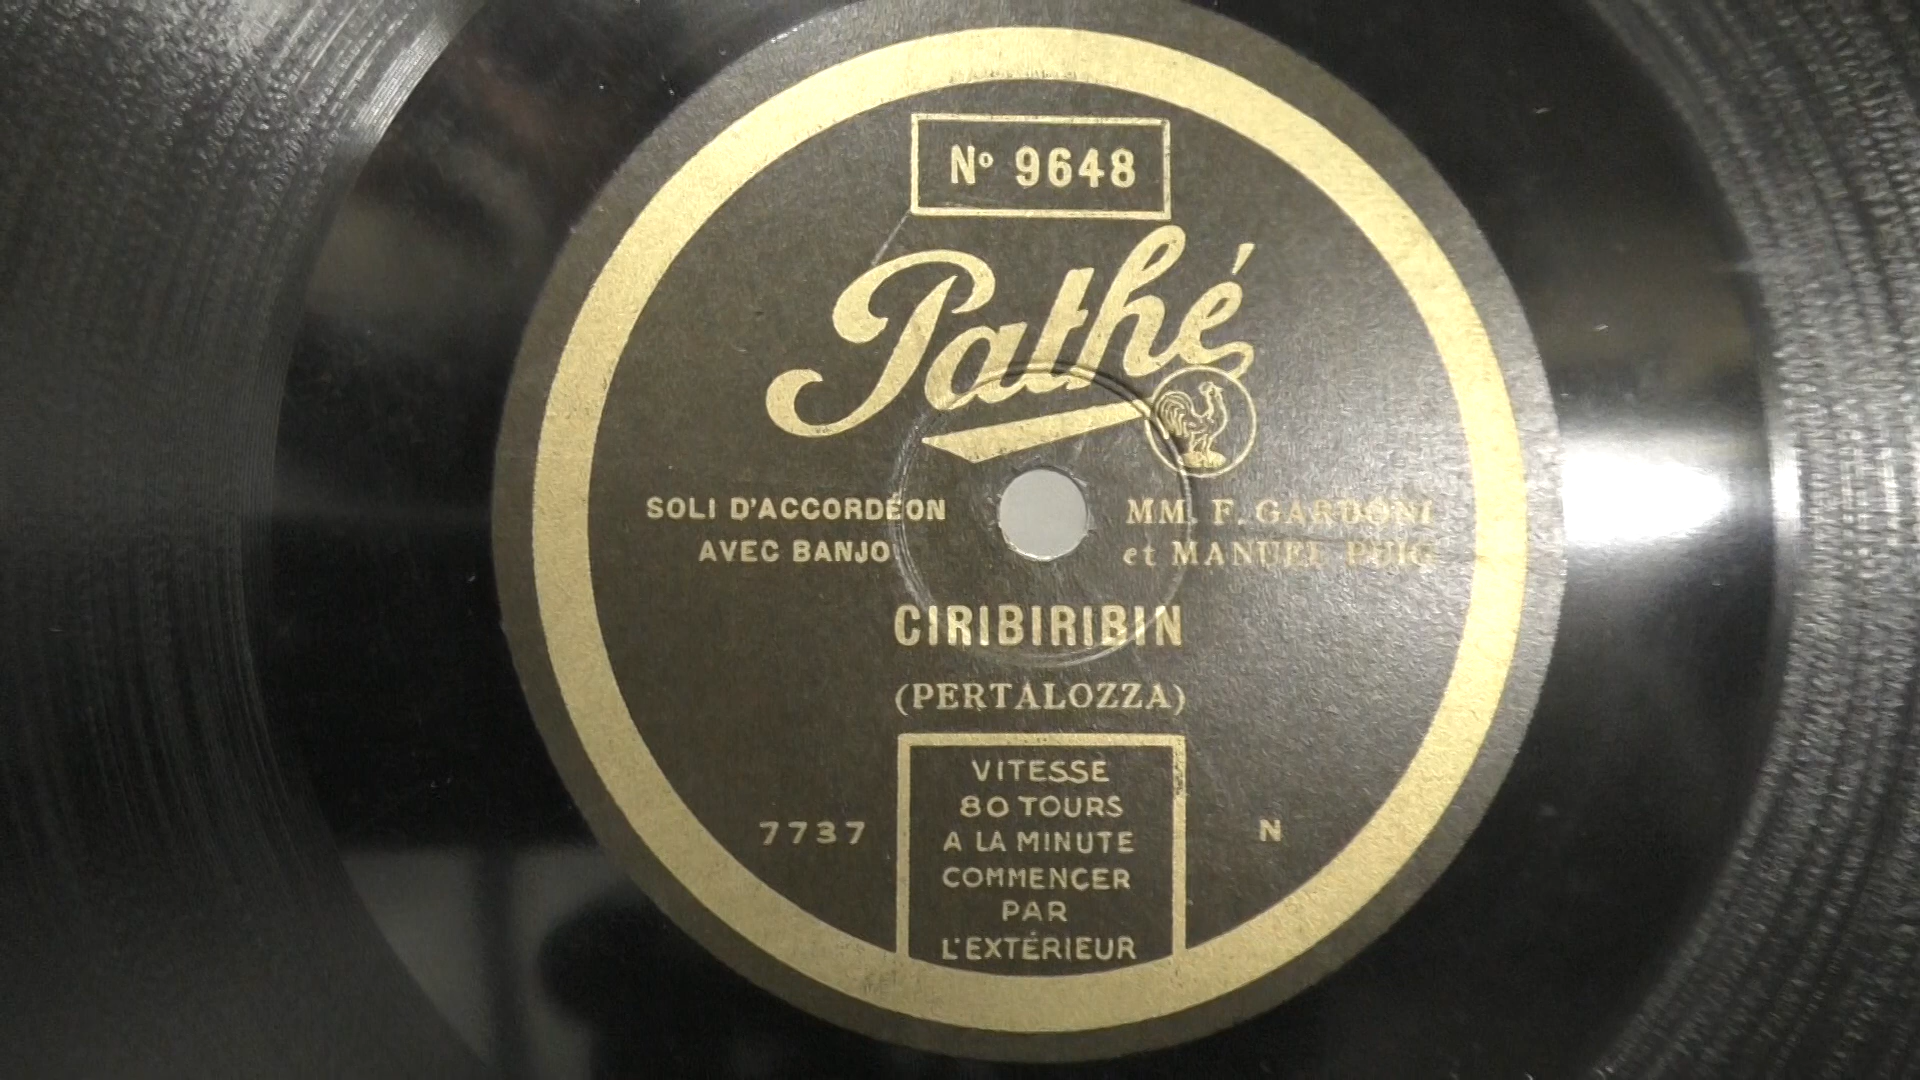 Nº 9648
Pathé
SOLI D'ACCORDÉON
AVEC BANJO
MM. F. GARDONI
et MANUEL PUIG
CIRIBIRIBIN
(PERTALOZZA)
7737
VITESSE
80 TOURS
A LA MINUTE
COMMENCER
PAR
L'EXTÉRIEUR
N